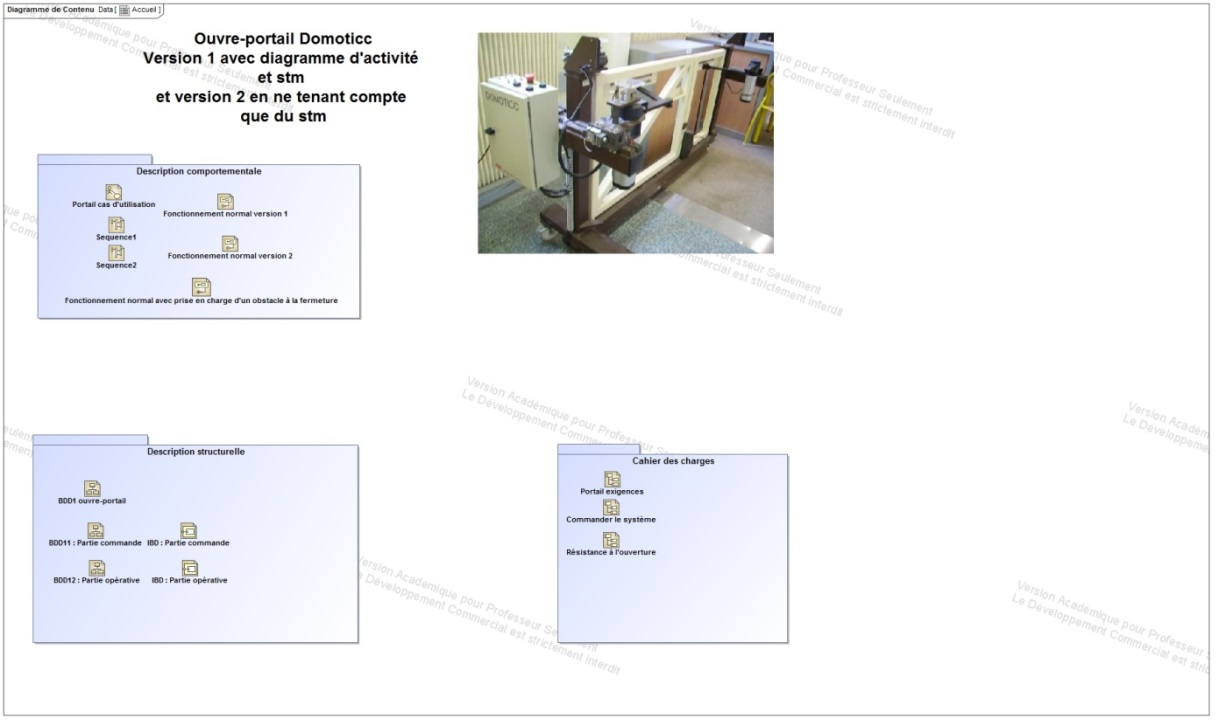 Diagramme de Contenu Data [ Accueil ]
Ouvre-portail Domoticc
Version 1 avec diagramme d'activité
et stm
et version 2 en ne tenant compte
que du stm
DOMOTICC
Description comportementale
Portail cas d'utilisation
Fonctionnement normal version 1
Sequence1
Fonctionnement normal version 2
Sequence2
Fonctionnement normal avec prise en charge d'un obstacle à la fermeture
Description structurelle
BDD1 ouvre-portail
BDD11 : Partie commande IBD : Partie commande
BDD12 : Partie opérative IBD : Partie opérative
Cahier des charges
Portail exigences
Commander le système
Résistance à l'ouverture
Version Académique pour Professeur Seulement
Le Développement Commercial est strictement interdit